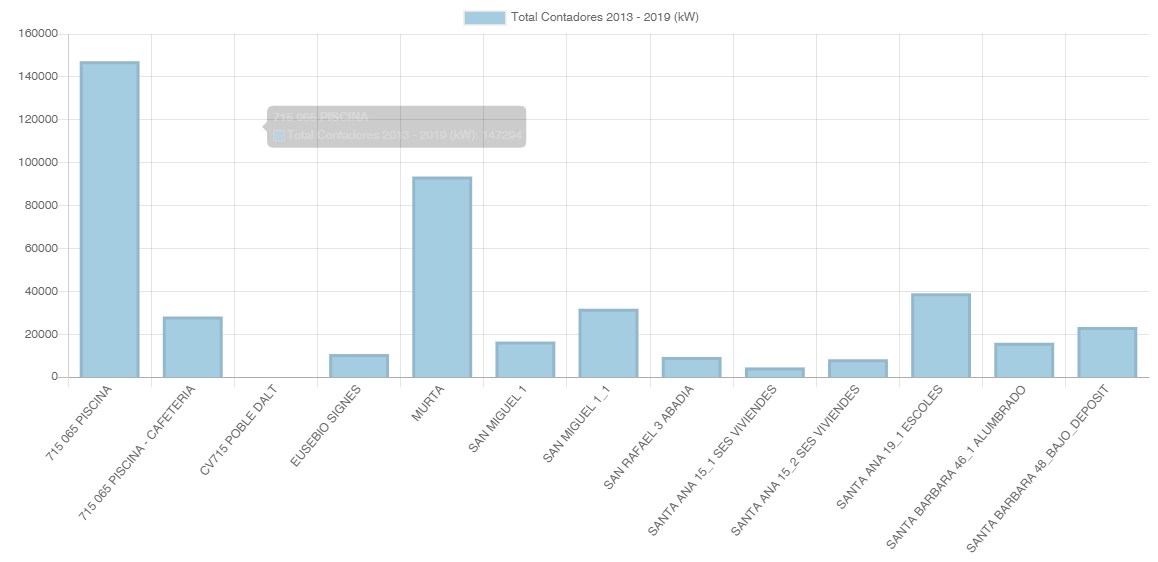 Total Contadores 2013 - 2019 (kW)
160000
140000
120000
100000
80000
60000
40000
20000
0
715 065 PISCINA
Total Contadores 2013 - 2019 (kW): 147294
715 065 PISCINA
715 065 PISCINA - CAFETERIA
CV715 POBLE DALT
EUSEBIO SIGNES
MURTA
SAN MIGUEL 1
SAN MIGUEL 1_1
SAN RAFAEL 3 ABADIA
SANTA ANA 15_1 SES VIVIENDES
SANTA ANA 15_2 SES VIVIENDES
SANTA ANA 19_1 ESCOLES
SANTA BARBARA 46_1 ALUMBRADO
SANTA BARBARA 48_BAJO_DEPOSIT